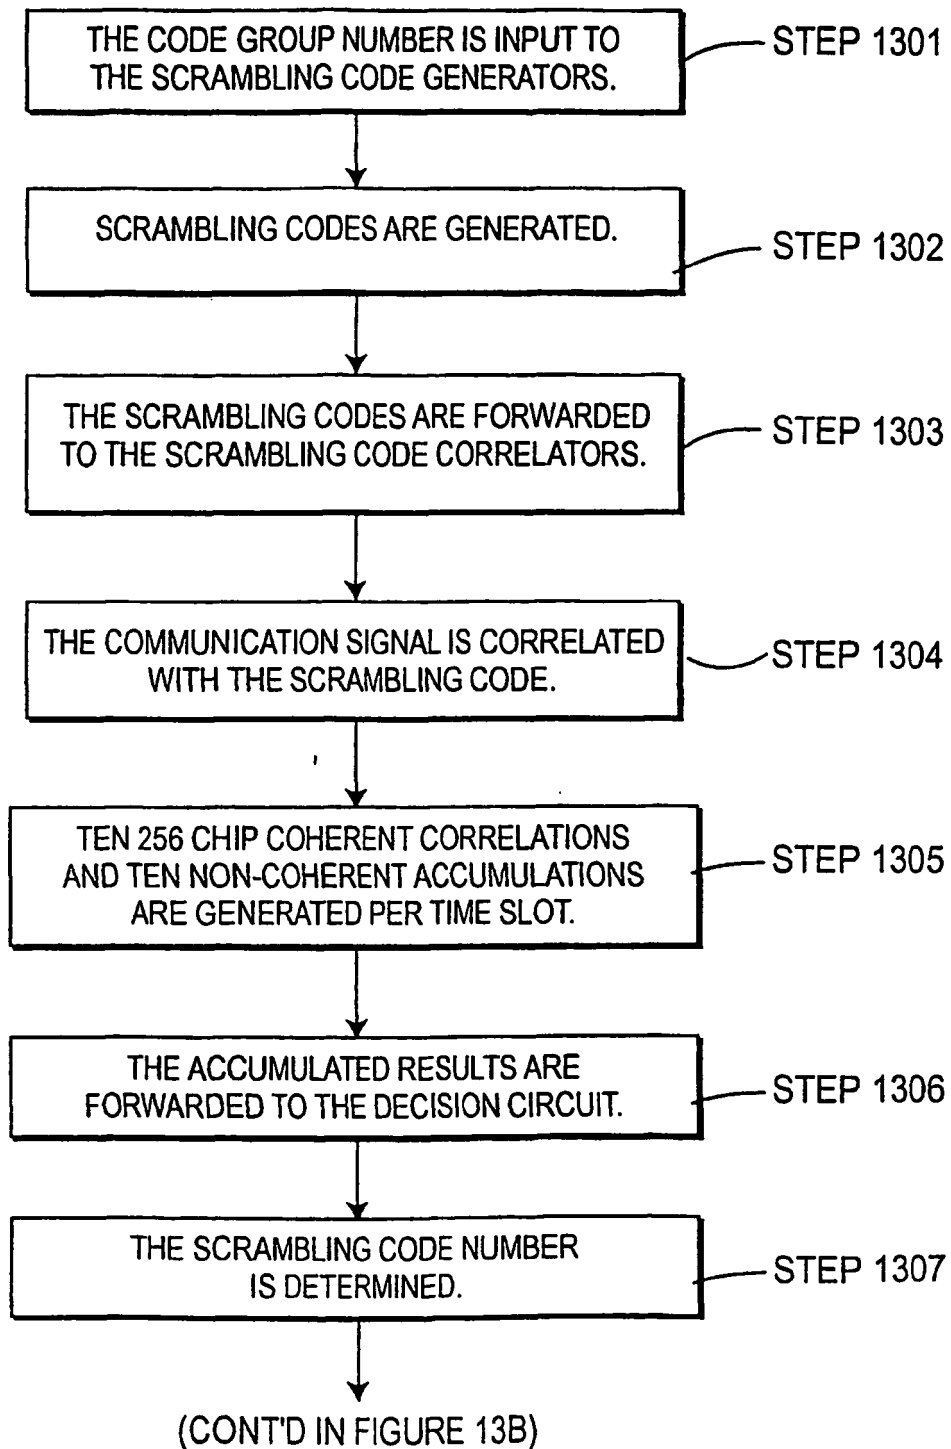 THE CODE GROUP NUMBER IS INPUT TO
THE SCRAMBLING CODE GENERATORS.
STEP 1301
SCRAMBLING CODES ARE GENERATED.
STEP 1302
THE SCRAMBLING CODES ARE FORWARDED
TO THE SCRAMBLING CODE CORRELATORS.
STEP 1303
THE COMMUNICATION SIGNAL IS CORRELATED
WITH THE SCRAMBLING CODE.
STEP 1304
TEN 256 CHIP COHERENT CORRELATIONS
AND TEN NON-COHERENT ACCUMULATIONS
ARE GENERATED PER TIME SLOT.
STEP 1305
THE ACCUMULATED RESULTS ARE
FORWARDED TO THE DECISION CIRCUIT.
STEP 1306
THE SCRAMBLING CODE NUMBER
IS DETERMINED.
STEP 1307
(CONT'D IN FIGURE 13B)